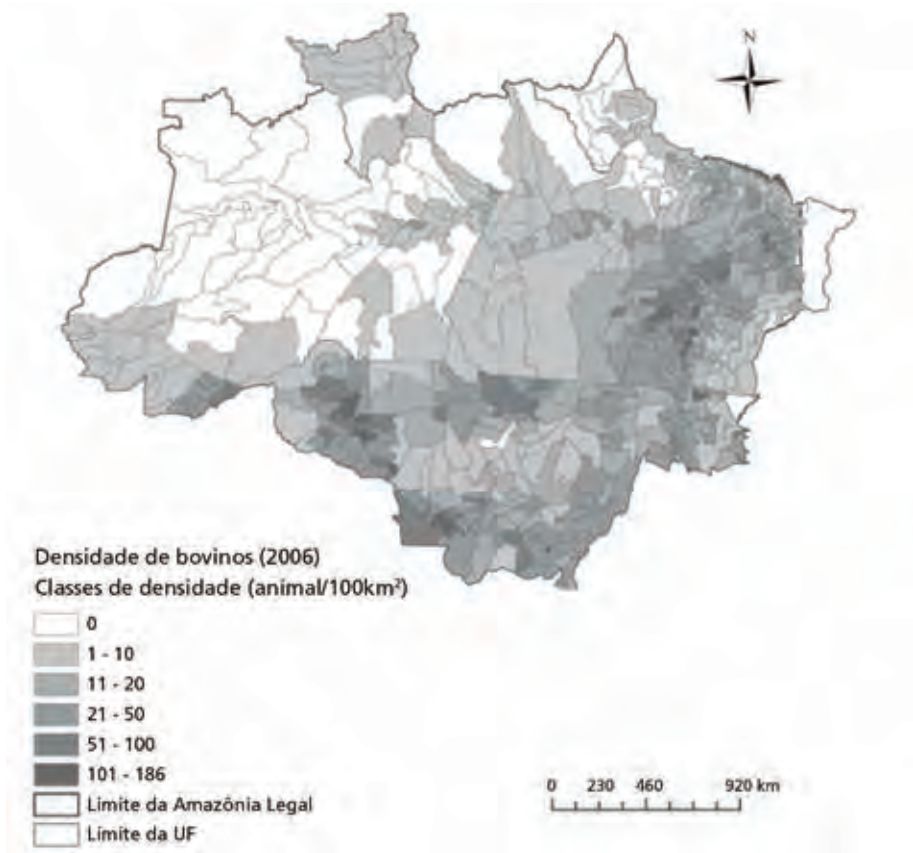 N
Densidade de bovinos (2006)
Classes de densidade (animal/100km²)
0
1 - 10
11 - 20
21 - 50
51 - 100
101 - 186
Limite da Amazônia Legal
Limite da UF
0 230 460 920 km